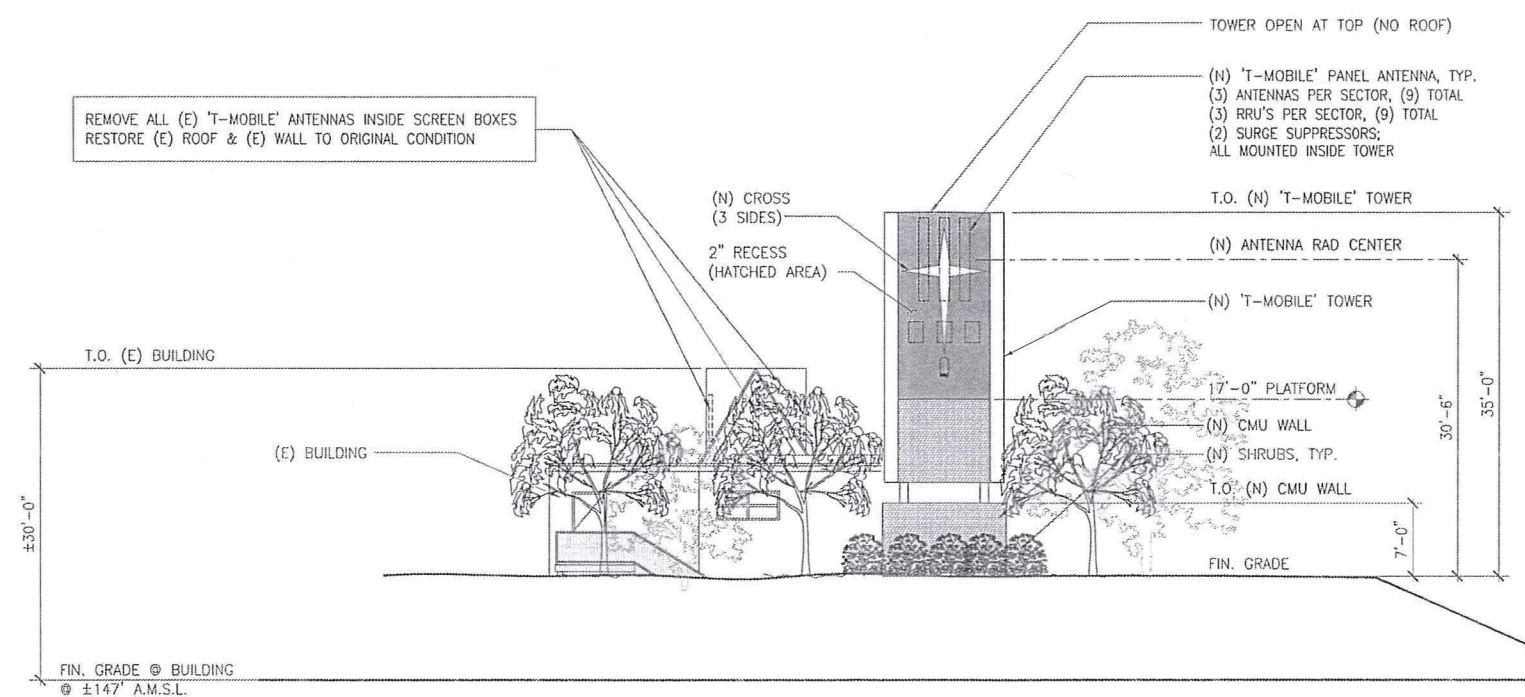 TOWER OPEN AT TOP (NO ROOF)
(N) 'T-MOBILE' PANEL ANTENNA, TYP.
(3) ANTENNAS PER SECTOR, (9) TOTAL
(3) RRU'S PER SECTOR, (9) TOTAL
(2) SURGE SUPPRESSORS;
ALL MOUNTED INSIDE TOWER
REMOVE ALL (E) 'T-MOBILE' ANTENNAS INSIDE SCREEN BOXES
RESTORE (E) ROOF & (E) WALL TO ORIGINAL CONDITION
(N) CROSS
(3 SIDES)
2" RECESS
(HATCHED AREA)
T.O. (N) 'T-MOBILE' TOWER
(N) ANTENNA RAD CENTER
(N) 'T-MOBILE' TOWER
T.O. (E) BUILDING
17'-0" PLATFORM
(N) CMU WALL
(N) SHRUBS, TYP.
T.O. (N) CMU WALL
(E) BUILDING
30'-6"
35'-0"
7'-0"
±30'-0"
FIN. GRADE
FIN. GRADE @ BUILDING
@ ±147' A.M.S.L.